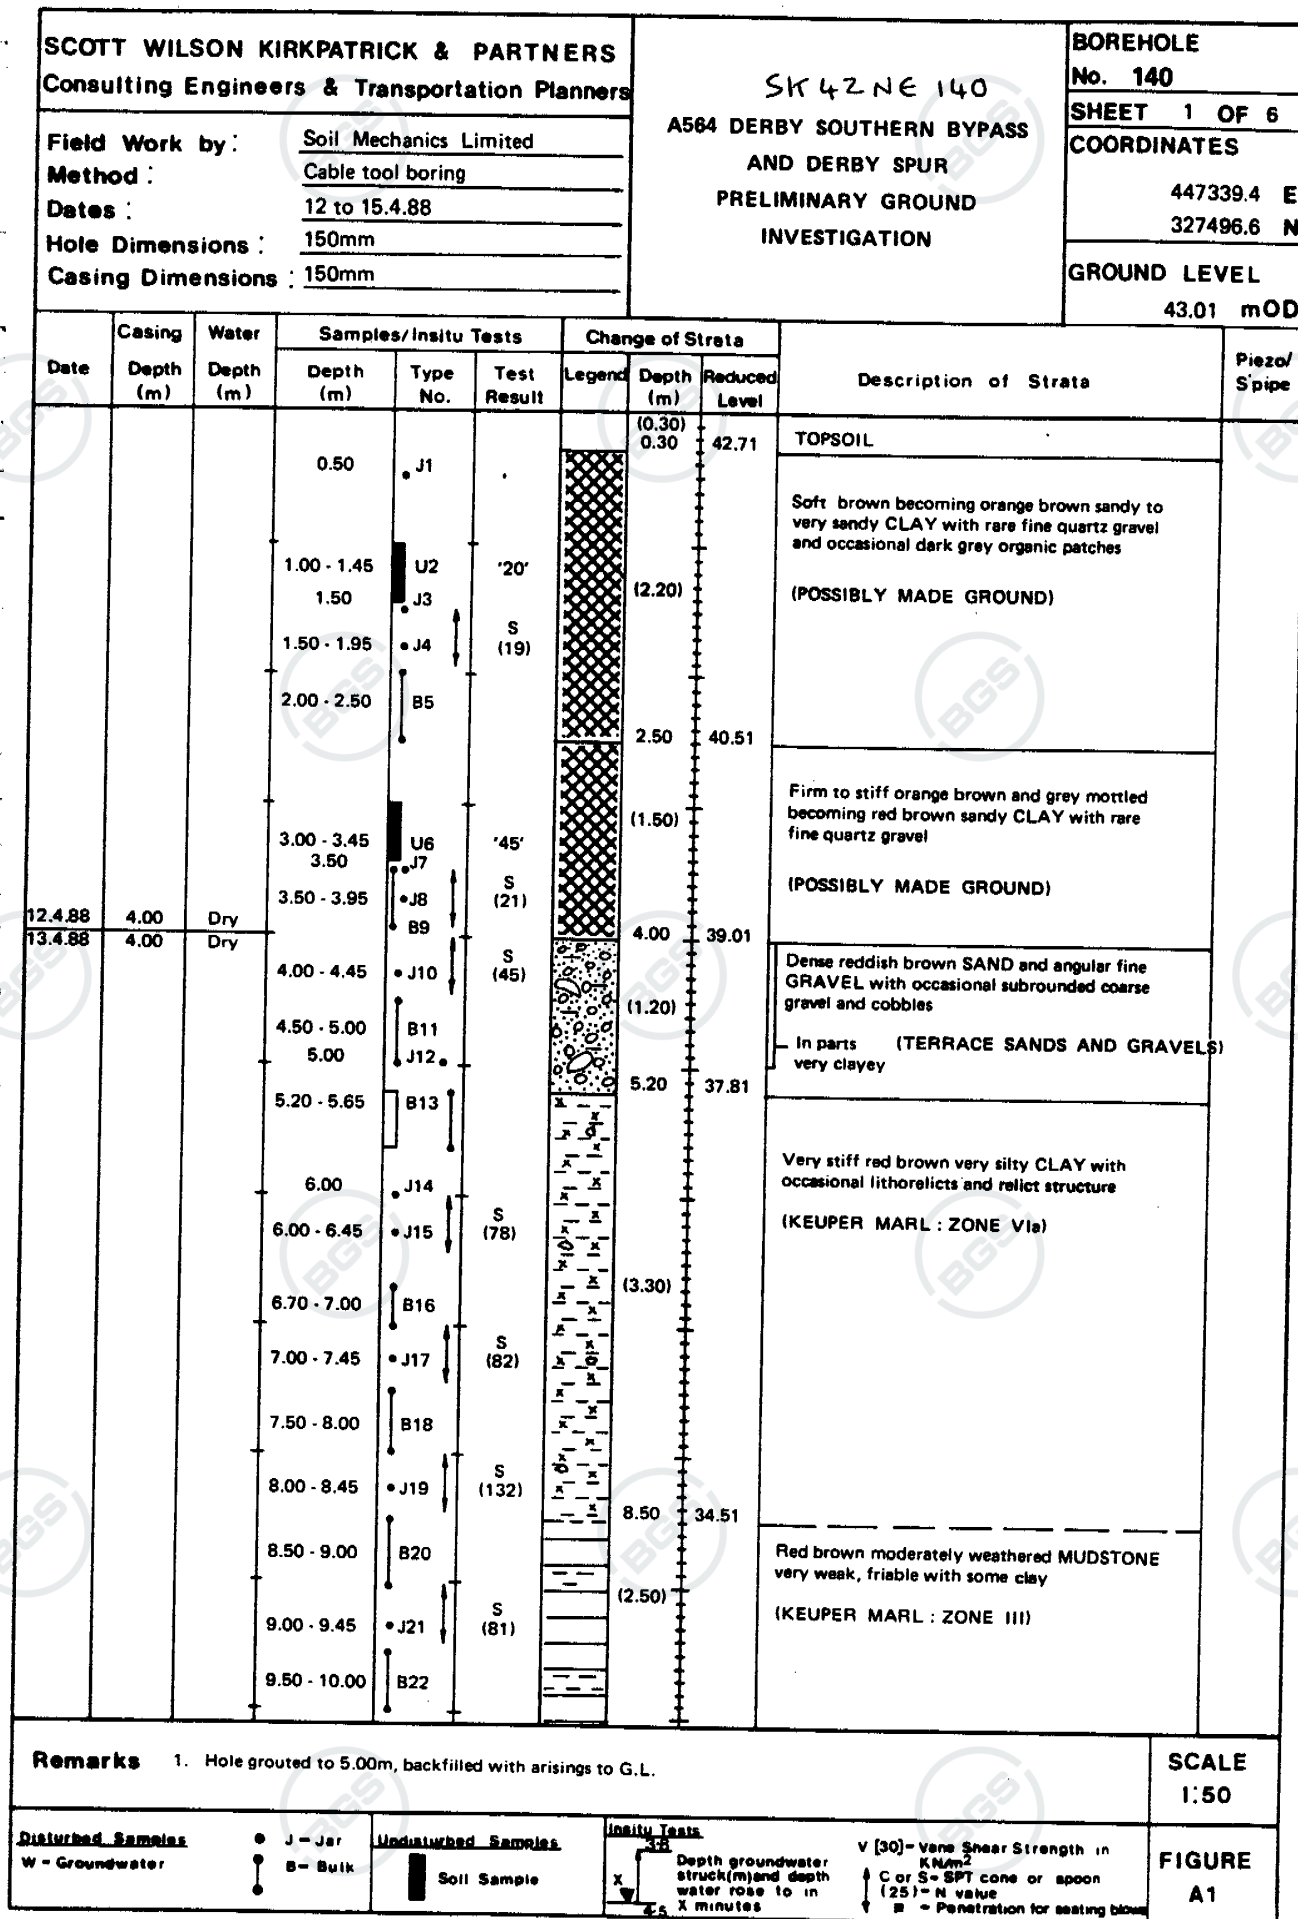 SCOTT WILSON KIRKPATRICK & PARTNERS
Consulting Engineers & Transportation Planners
Field Work by: Soil Mechanics Limited
Method: Cable tool boring
Dates: 12 to 15.4.88
Hole Dimensions: 150mm
Casing Dimensions: 150mm
SK 42 NE 140
A564 DERBY SOUTHERN BYPASS
AND DERBY SPUR
PRELIMINARY GROUND
INVESTIGATION
BOREHOLE
No. 140
SHEET 1 OF 6
COORDINATES
447339.4 E
327496.6 N
GROUND LEVEL
43.01 mOD
Date
Casing Depth (m)
Water Depth (m)
Samples/Insitu Tests
Depth (m)
Type No.
Test Result
Change of Strata
Legend
Depth (m)
Reduced Level
Description of Strata
Piezo/ S'pipe
(0.30)
0.30 42.71 TOPSOIL
0.50 J1
Soft brown becoming orange brown sandy to
very sandy CLAY with rare fine quartz gravel
and occasional dark grey organic patches
1.00 - 1.45 U2 '20'
(2.20)
(POSSIBLY MADE GROUND)
1.50 J3
1.50 - 1.95 J4 S (19)
2.00 - 2.50 B5
2.50 40.51
Firm to stiff orange brown and grey mottled
becoming red brown sandy CLAY with rare
fine quartz gravel
(1.50)
3.00 - 3.45 U6 '45'
3.50 J7
(POSSIBLY MADE GROUND)
3.50 - 3.95 J8 S (21)
B9
12.4.88 4.00 Dry
4.00 39.01
13.4.88 4.00 Dry
Dense reddish brown SAND and angular fine
GRAVEL with occasional subrounded coarse
gravel and cobbles
4.00 - 4.45 J10 S (45)
(1.20)
4.50 - 5.00 B11
In parts very clayey
(TERRACE SANDS AND GRAVELS)
5.00 J12
5.20 37.81
5.20 - 5.65 B13
Very stiff red brown very silty CLAY with
occasional lithorelicts and relict structure
6.00 J14
(KEUPER MARL : ZONE VIa)
6.00 - 6.45 J15 S (78)
(3.30)
6.70 - 7.00 B16
7.00 - 7.45 J17 S (82)
7.50 - 8.00 B18
8.00 - 8.45 J19 S (132)
8.50 34.51
8.50 - 9.00 B20
Red brown moderately weathered MUDSTONE
very weak, friable with some clay
(2.50)
(KEUPER MARL : ZONE III)
9.00 - 9.45 J21 S (81)
9.50 - 10.00 B22
Remarks 1. Hole grouted to 5.00m, backfilled with arisings to G.L.
SCALE
1:50
Disturbed Samples
W - Groundwater
J - Jar
B - Bulk
Undisturbed Samples
Soil Sample
Insitu Tests
3.8
X
4.5
Depth groundwater
struck(m)and depth
water rose to in
X minutes
V [30]- Vane Shear Strength in
KN/m2
C or S- SPT cone or spoon
(25)- N value
- Penetration for seating blows
FIGURE
A1
BGS